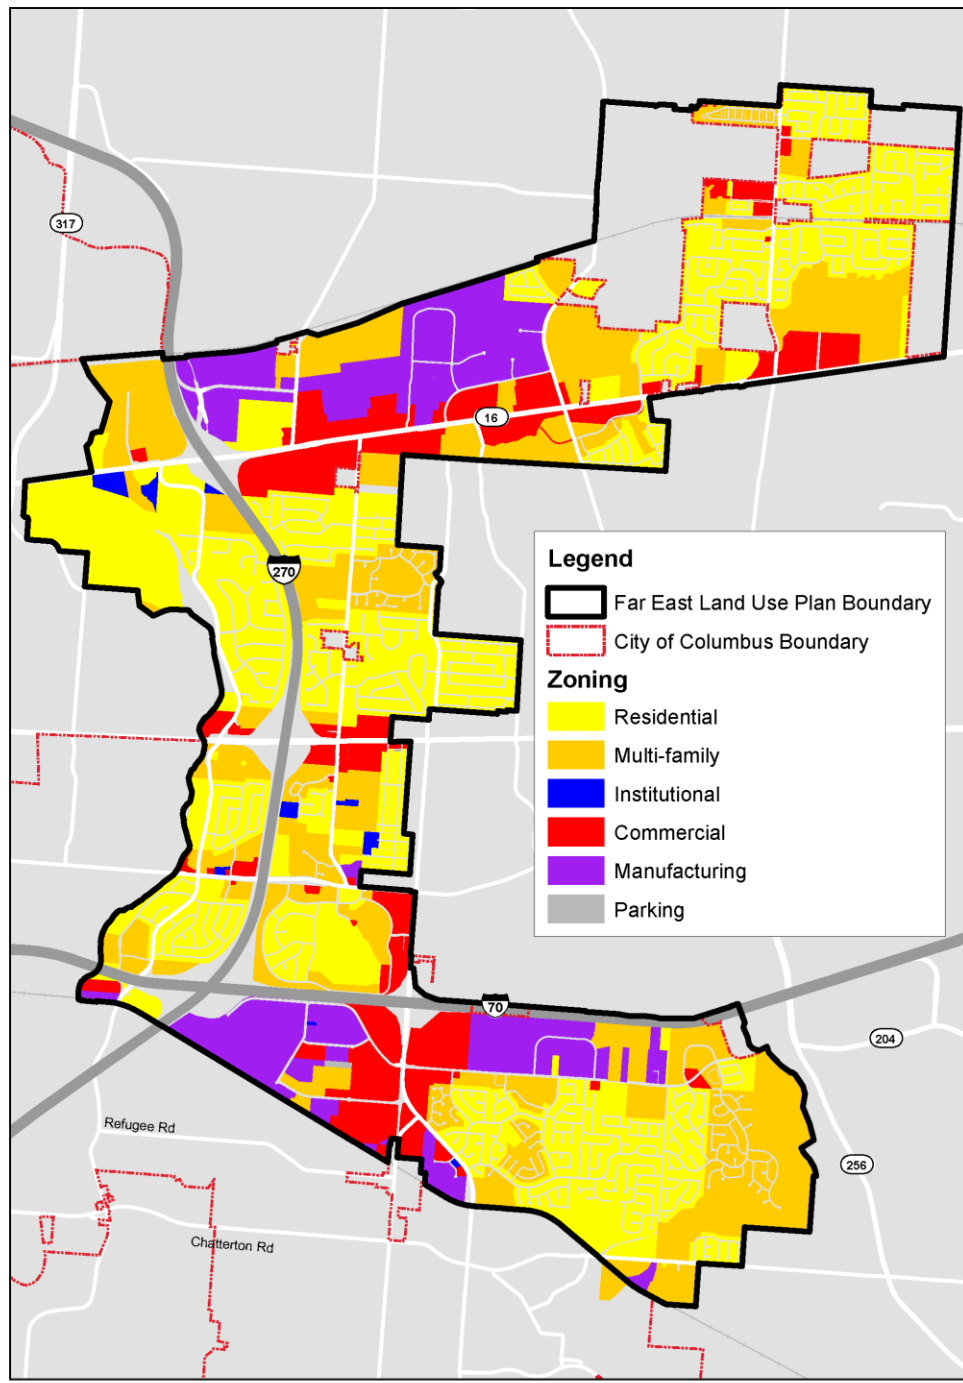 317
16
270
Legend
Far East Land Use Plan Boundary
City of Columbus Boundary
Zoning
Residential
Multi-family
Institutional
Commercial
Manufacturing
Parking
70
204
Refugee Rd
256
Chatterton Rd